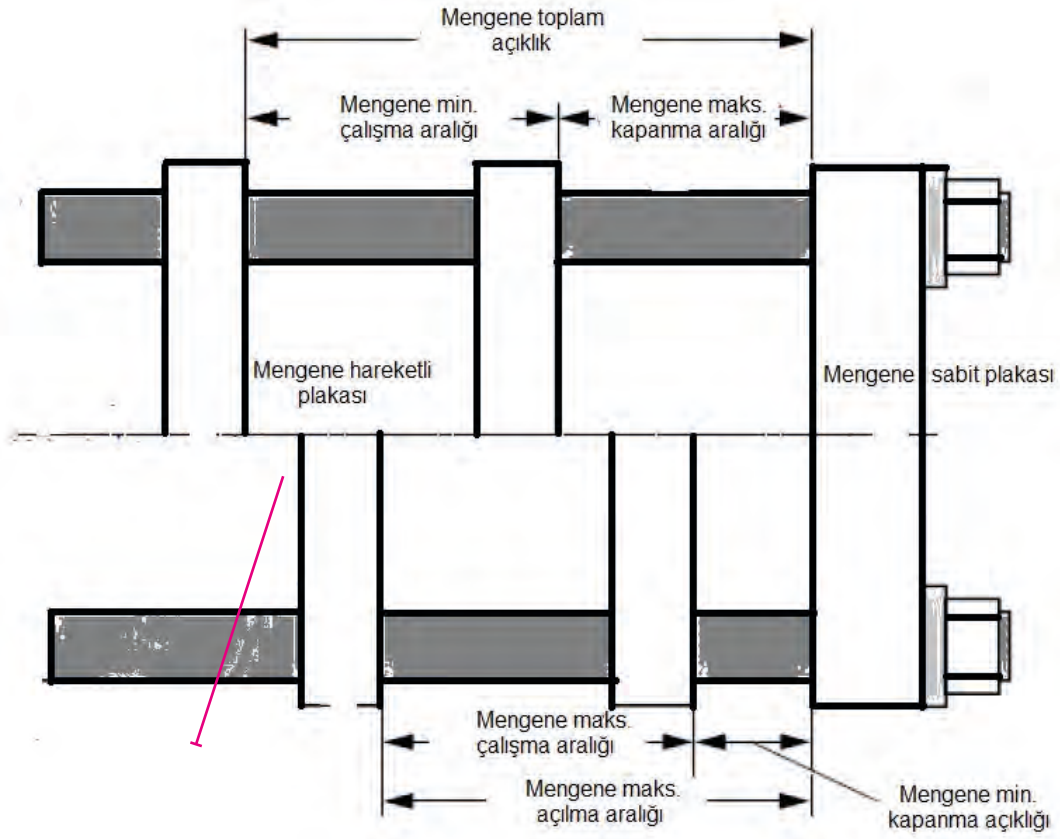 Mengene toplam
açıklık
Mengene min.
çalışma aralığı
Mengene maks.
kapanma aralığı
Mengene hareketli
plakası
Mengene sabit plakası
Mengene maks.
çalışma aralığı
Mengene maks.
açılma aralığı
Mengene min.
kapanma açıklığı